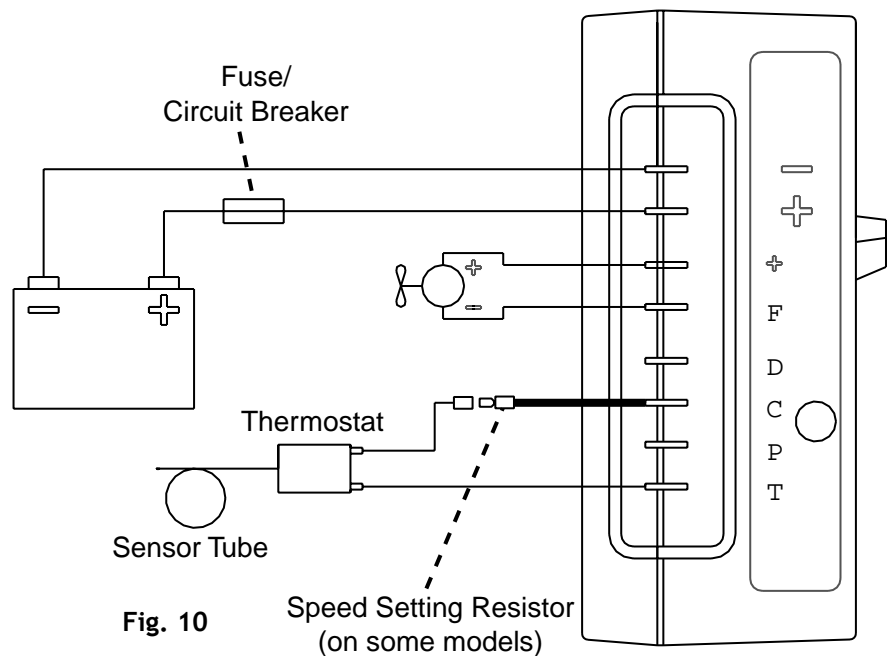 Fuse/
Circuit Breaker
−
+
+
F
D
C
P
T
+
−
−
+
Thermostat
Sensor Tube
Speed Setting Resistor
(on some models)
Fig. 10